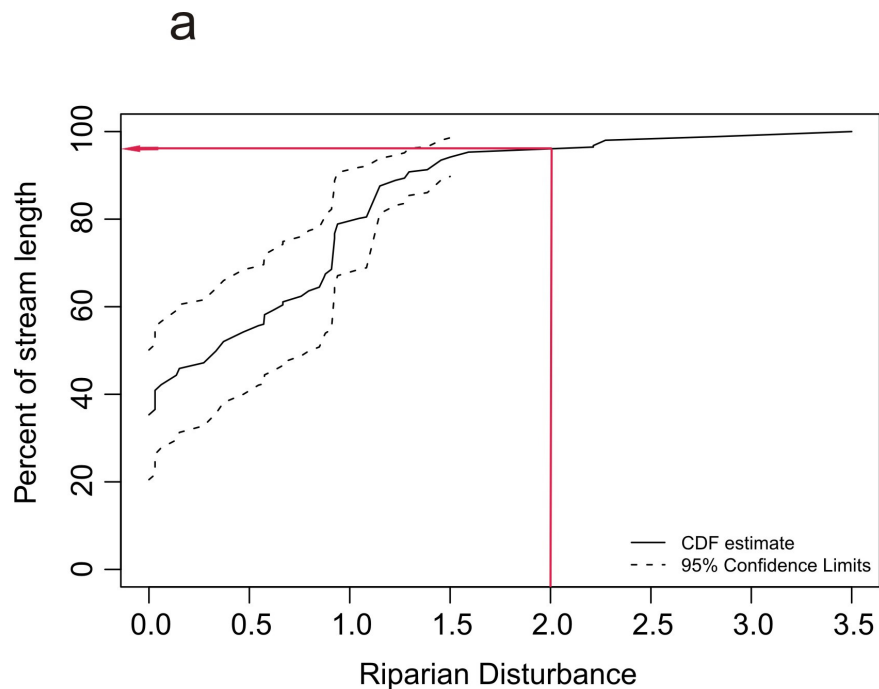 a
Percent of stream length
100
80
60
40
20
0
CDF estimate
95% Confidence Limits
0.0 0.5 1.0 1.5 2.0 2.5 3.0 3.5
Riparian Disturbance